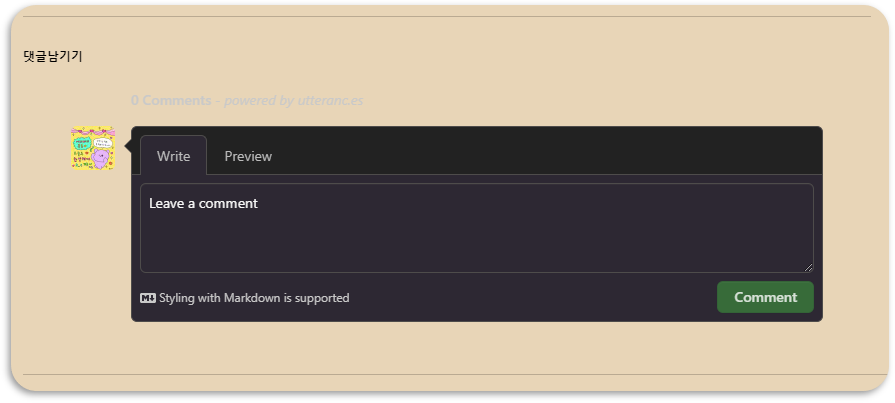 댓글남기기
0 Comments - powered by utteranc.es
Write Preview
Leave a comment
Styling with Markdown is supported
Comment